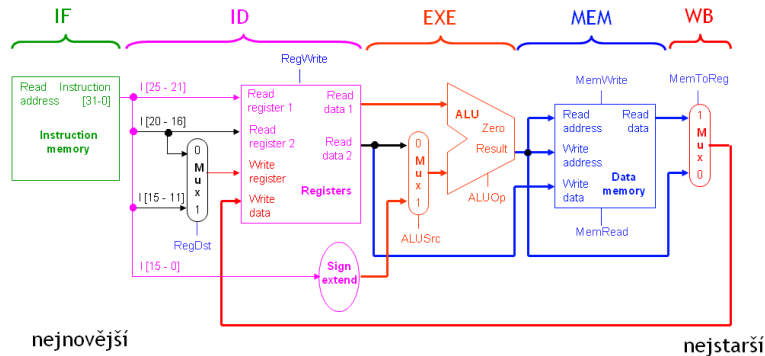 IF
ID
EXE
MEM
WB
Read Instruction
address [31-0]
Instruction
memory
I [25 - 21]
I [20 - 16]
I [15 - 11]
I [15 - 0]
0
M
u
x
1
RegDst
RegWrite
Read
register 1
Read
data 1
Read
register 2
Read
data 2
Write
register
Registers
Write
data
Sign
extend
0
M
u
x
1
ALUSrc
ALU
Zero
Result
ALUOp
MemWrite
Read
address
Read
data
Write
address
Write
data
Data
memory
MemRead
MemToReg
1
M
u
x
0
nejnovější
nejstarší